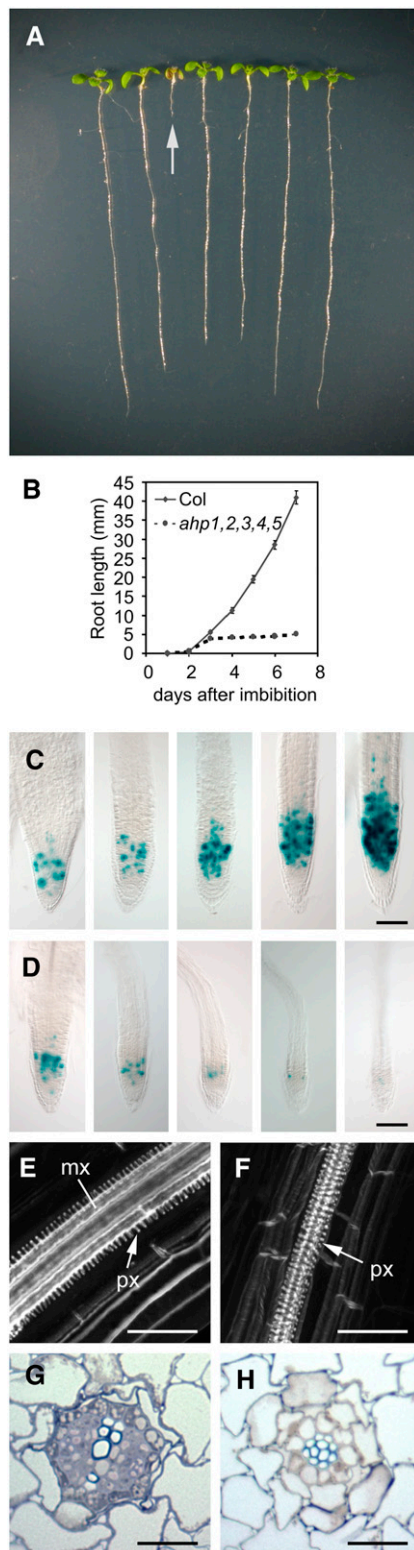 A
B
Root length (mm)
45
40
35
30
25
20
15
10
5
0
Col
ahp1,2,3,4,5
0 2 4 6 8
days after imbibition
C
D
E
mx
px
F
px
G
H